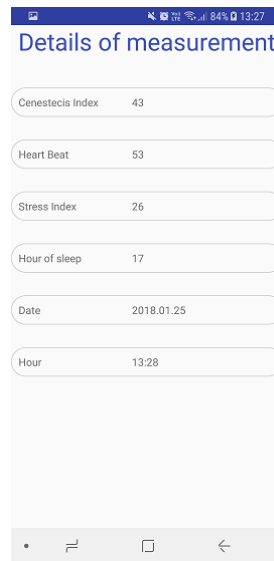 84% 13:27
Details of measurement
Cenestecis Index 43
Heart Beat 53
Stress Index 26
Hour of sleep 17
Date 2018.01.25
Hour 13:28